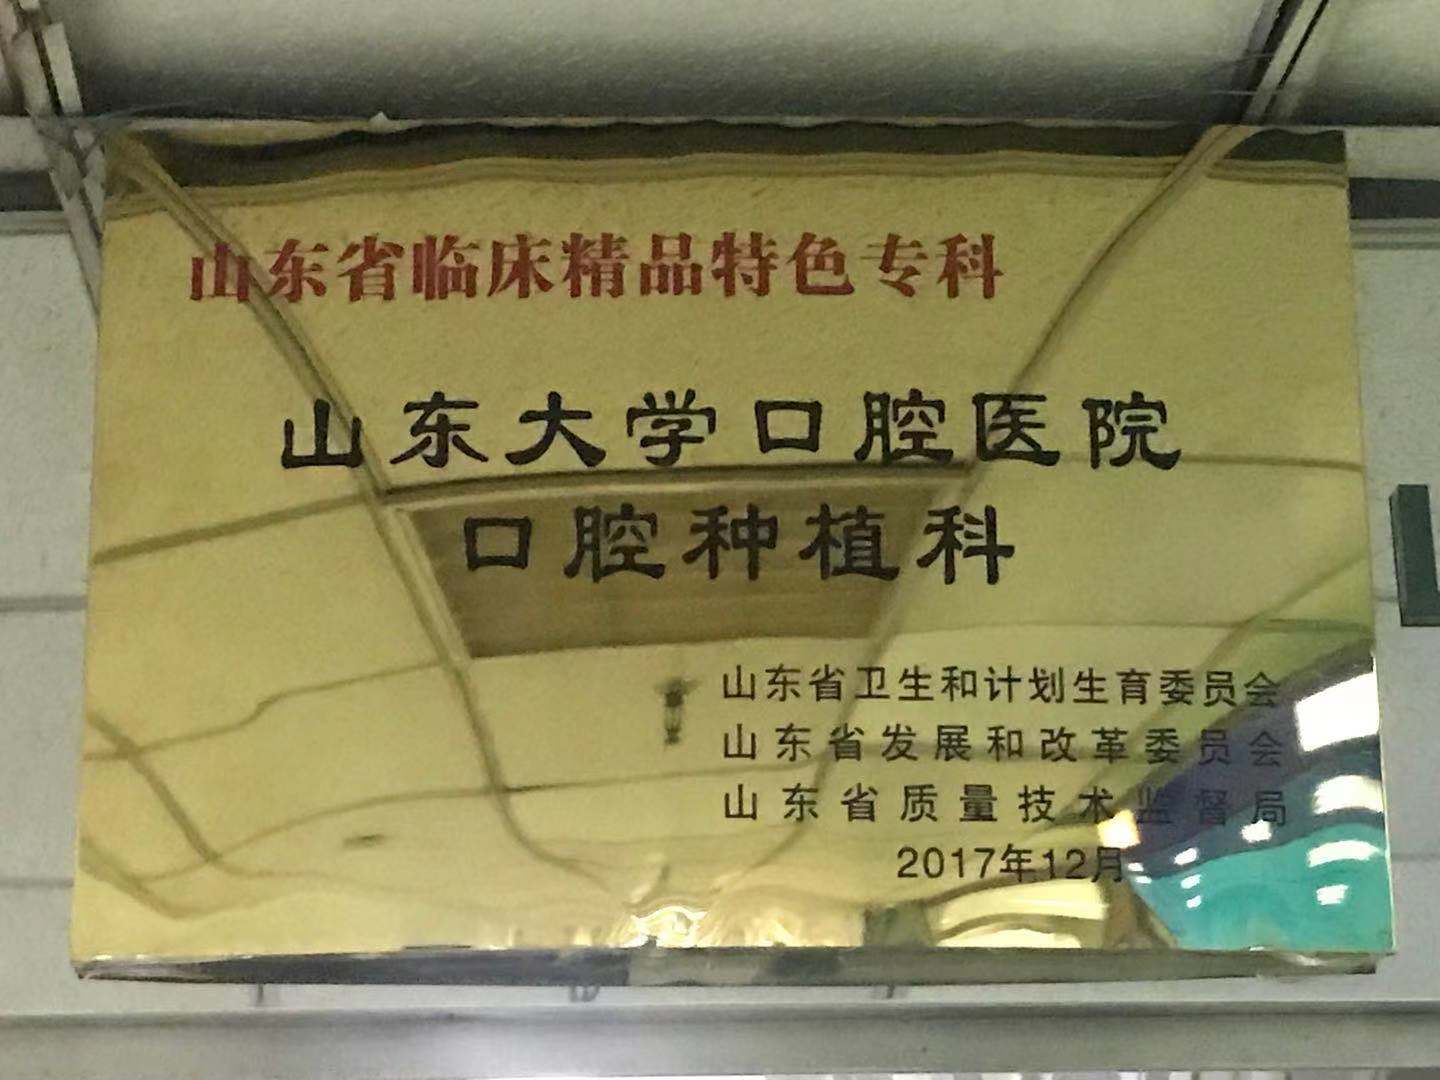 山东省临床精品特色专科
山东大学口腔医院
口腔种植科
山东省卫生和计划生育委员会
山东省发展和改革委员会
山东省质量技术监督局
2017年12月